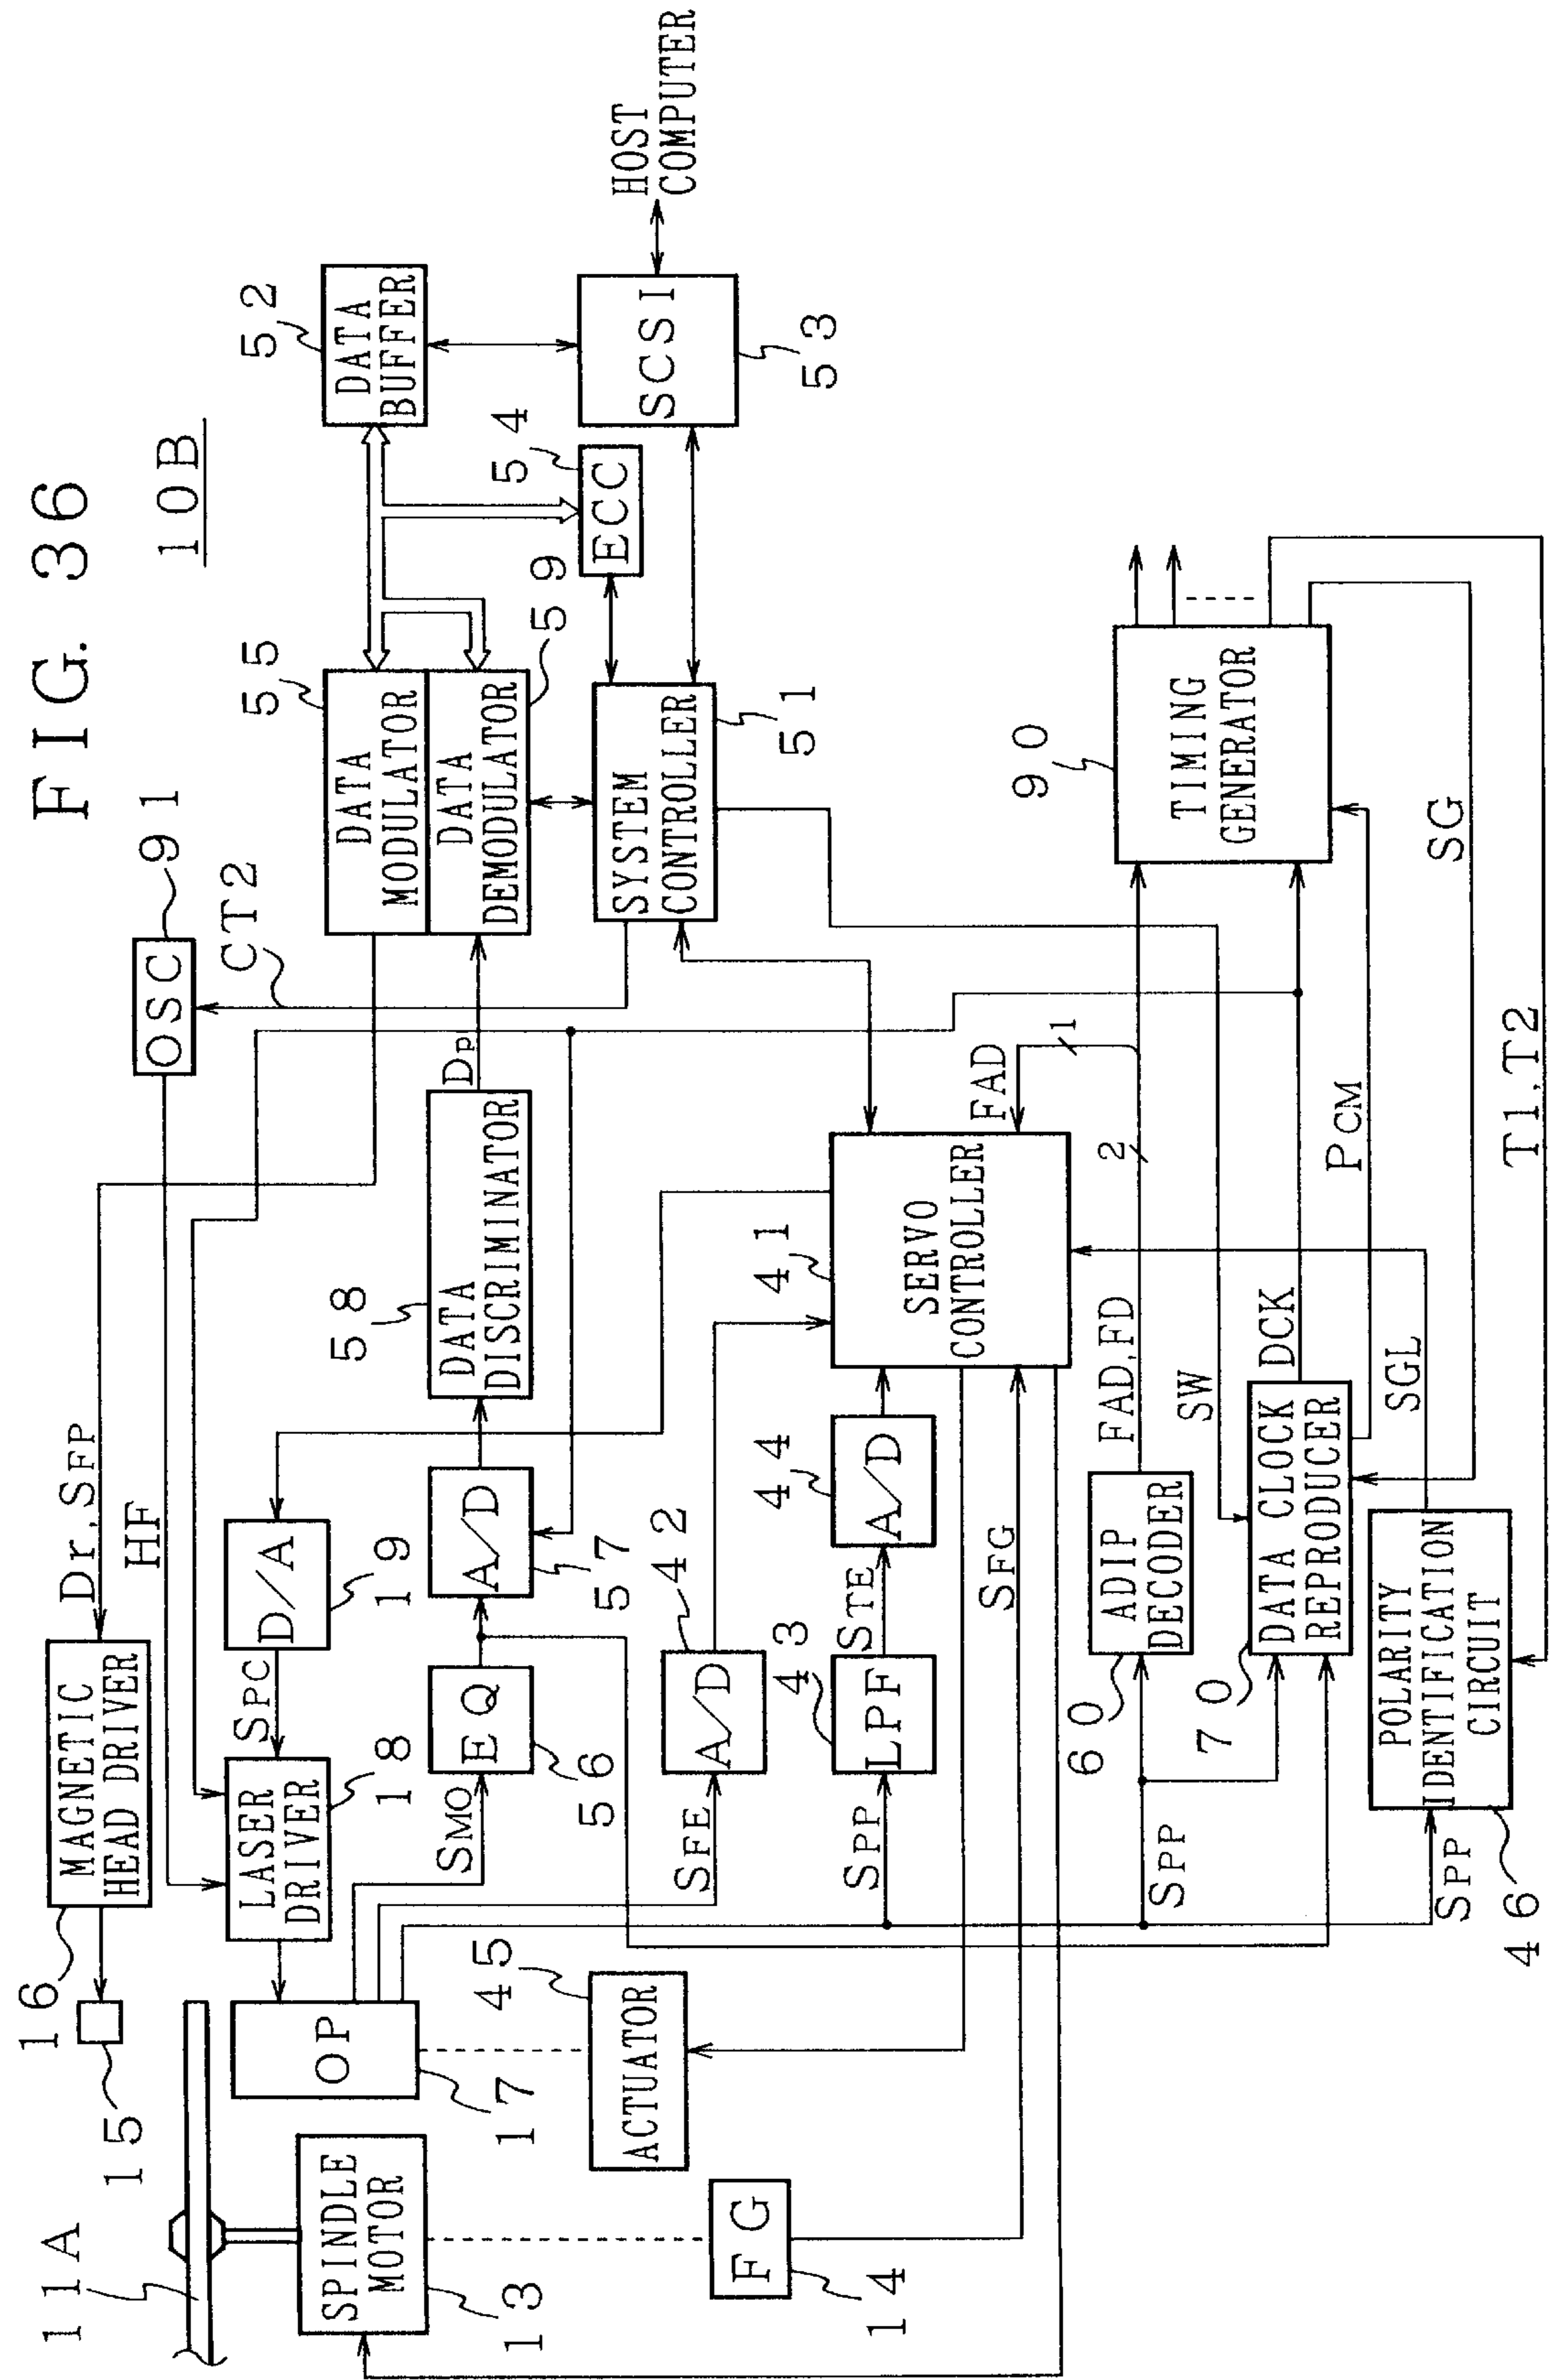 FIG. 36
10B
11A
15
16
MAGNETIC
HEAD DRIVER
Dr,SFP
HF
OSC
91
CT2
SPINDLE
MOTOR
13
OP
17
LASER
DRIVER
18
SPC
D/A
19
SMO
EQ
56
A/D
57
DATA
DISCRIMINATOR
58
DP
DATA
MODULATOR
55
DATA
DEMODULATOR
59
DATA
BUFFER
52
ECC
54
SCSI
53
HOST
COMPUTER
SYSTEM
CONTROLLER
51
ACTUATOR
45
FG
14
SFE
A/D
42
SPP
LPF
43
STE
A/D
44
SFG
SERVO
CONTROLLER
41
FAD
1
2
SPP
ADIP
DECODER
60
FAD,FD
SW
DATA CLOCK
REPRODUCER
70
DCK
PCM
TIMING
GENERATOR
90
SG
SPP
POLARITY
IDENTIFICATION
CIRCUIT
46
SGL
T1,T2